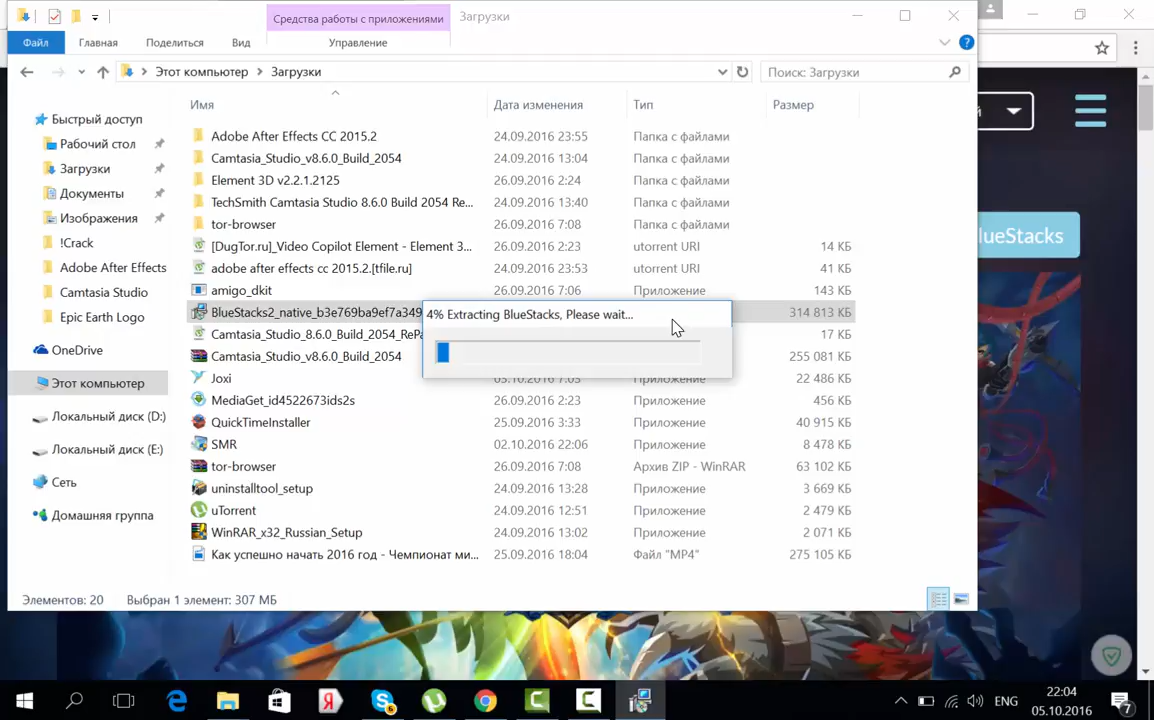 Средства работы с приложениями
Загрузки
Файл
Главная
Поделиться
Вид
Управление
Этот компьютер
Загрузки
Поиск: Загрузки
й
Имя
Дата изменения
Тип
Размер
Быстрый доступ
Рабочий стол
Загрузки
Документы
Изображения
!Crack
Adobe After Effects
Camtasia Studio
Epic Earth Logo
OneDrive
Этот компьютер
Локальный диск (D:)
Локальный диск (E:)
Сеть
Домашняя группа
Adobe After Effects CC 2015.2 24.09.2016 23:55 Папка с файлами
Camtasia_Studio_v8.6.0_Build_2054 24.09.2016 13:04 Папка с файлами
Element 3D v2.2.1.2125 26.09.2016 2:24 Папка с файлами
TechSmith Camtasia Studio 8.6.0 Build 2054 Re... 24.09.2016 13:40 Папка с файлами
tor-browser 26.09.2016 7:08 Папка с файлами
[DugTor.ru]_Video Copilot Element - Element 3... 26.09.2016 2:23 utorrent URI 14 КБ
adobe after effects cc 2015.2.[tfile.ru] 24.09.2016 23:53 utorrent URI 41 КБ
amigo_dkit 26.09.2016 7:06 Приложение 143 КБ
BlueStacks2_native_b3e769ba9ef7a349 314 813 КБ
Camtasia_Studio_8.6.0_Build_2054_RePa 17 КБ
Camtasia_Studio_v8.6.0_Build_2054 255 081 КБ
Joxi 05.10.2016 7:03 Приложение 22 486 КБ
MediaGet_id4522673ids2s 26.09.2016 2:23 Приложение 456 КБ
QuickTimeInstaller 25.09.2016 3:33 Приложение 40 915 КБ
SMR 02.10.2016 22:06 Приложение 8 478 КБ
tor-browser 26.09.2016 7:08 Архив ZIP - WinRAR 63 102 КБ
uninstalltool_setup 24.09.2016 13:28 Приложение 3 669 КБ
uTorrent 24.09.2016 12:51 Приложение 2 479 КБ
WinRAR_x32_Russian_Setup 24.09.2016 13:02 Приложение 2 071 КБ
Как успешно начать 2016 год - Чемпионат ми... 25.09.2016 18:04 Файл "MP4" 275 105 КБ
4% Extracting BlueStacks, Please wait...
lueStacks
Элементов: 20 Выбран 1 элемент: 307 МБ
ENG
22:04
05.10.2016
7
6